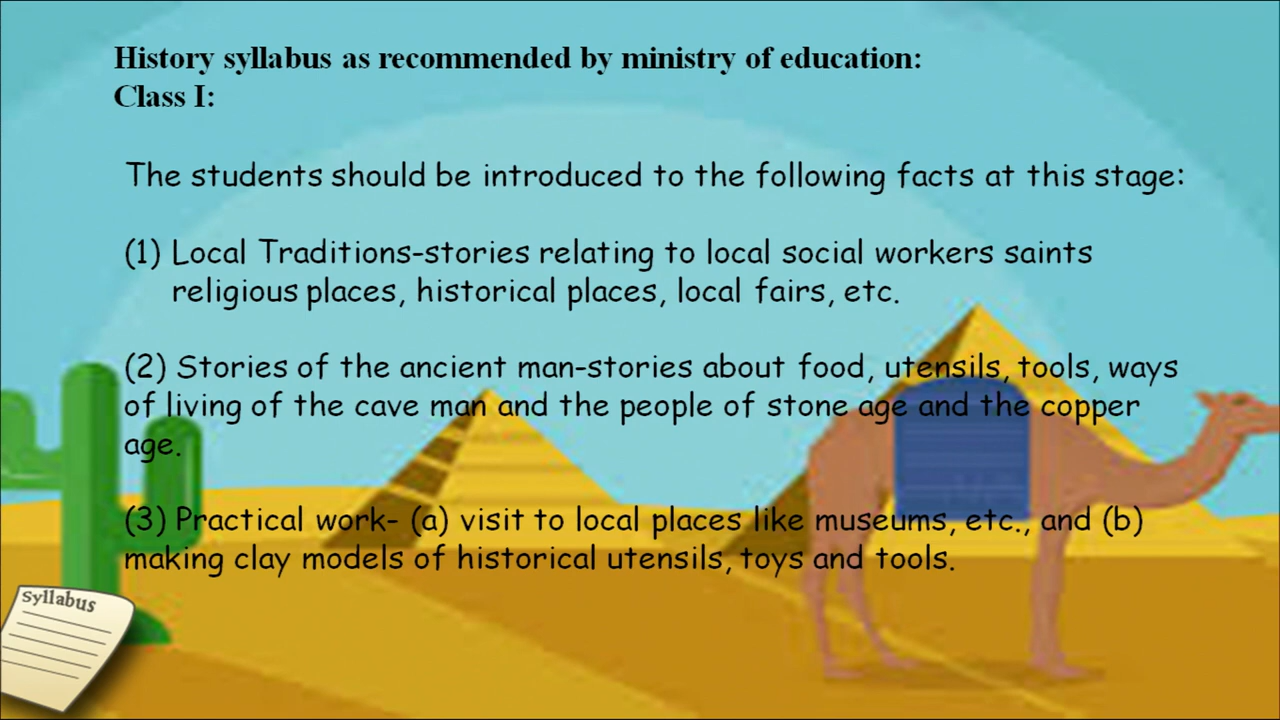 History syllabus as recommended by ministry of education:
Class I:
The students should be introduced to the following facts at this stage:
(1) Local Traditions-stories relating to local social workers saints
religious places, historical places, local fairs, etc.
(2) Stories of the ancient man-stories about food, utensils, tools, ways
of living of the cave man and the people of stone age and the copper
age.
(3) Practical work- (a) visit to local places like museums, etc., and (b)
making clay models of historical utensils, toys and tools.
Syllabus